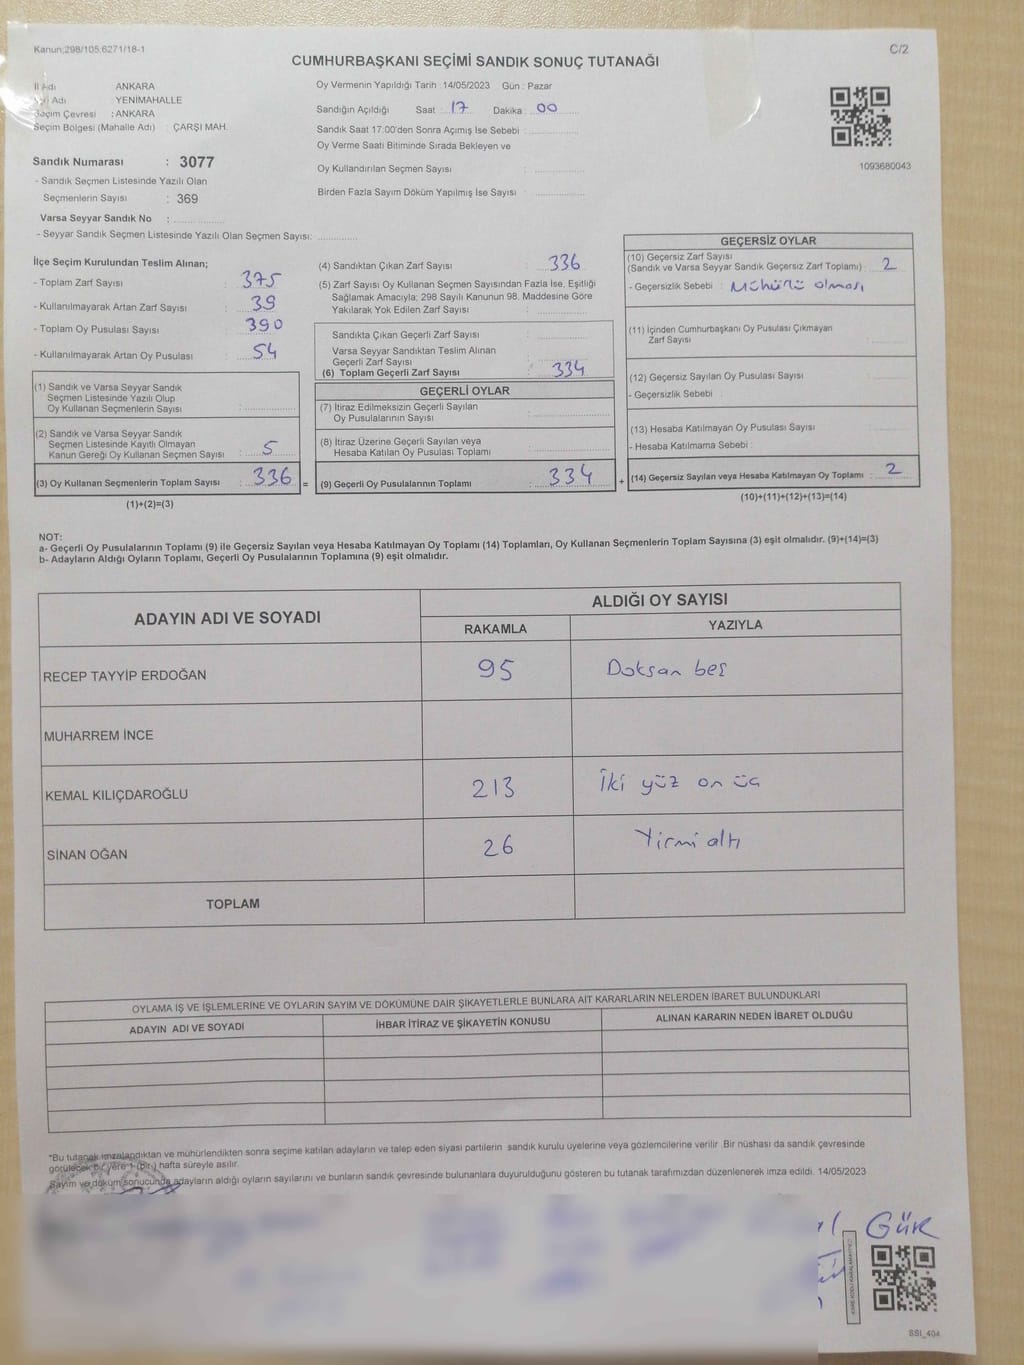 Kanun;298/105,6271/18-1
C/2
CUMHURBAŞKANI SEÇİMİ SANDIK SONUÇ TUTANAĞI
İl Adı ANKARA
Adı YENİMAHALLE
Seçim Çevresi : ANKARA
Seçim Bölgesi (Mahalle Adı) : ÇARŞI MAH.
Sandık Numarası : 3077
- Sandık Seçmen Listesinde Yazılı Olan
Seçmenlerin Sayısı : 369
Varsa Seyyar Sandık No :
- Seyyar Sandık Seçmen Listesinde Yazılı Olan Seçmen Sayısı:
Oy Vermenin Yapıldığı Tarih :14/05/2023 Gün : Pazar
Sandığın Açıldığı Saat : 17 Dakika : 00
Sandık Saat 17:00'den Sonra Açımış İse Sebebi :
Oy Verme Saati Bitiminde Sırada Bekleyen ve
Oy Kullandırılan Seçmen Sayısı :
Birden Fazla Sayım Döküm Yapılmış İse Sayısı :
1093680043
İlçe Seçim Kurulundan Teslim Alınan;
- Toplam Zarf Sayısı : 375
- Kullanılmayarak Artan Zarf Sayısı : 39
- Toplam Oy Pusulası Sayısı : 390
- Kullanılmayarak Artan Oy Pusulası : 54
(1) Sandık ve Varsa Seyyar Sandık
Seçmen Listesinde Yazılı Olup
Oy Kullanan Seçmenlerin Sayısı :
(2) Sandık ve Varsa Seyyar Sandık
Seçmen Listesinde Kayıtlı Olmayan
Kanun Gereği Oy Kullanan Seçmen Sayısı : 5
(3) Oy Kullanan Seçmenlerin Toplam Sayısı : 336 =
(1)+(2)=(3)
(4) Sandıktan Çıkan Zarf Sayısı : 336
(5) Zarf Sayısı Oy Kullanan Seçmen Sayısından Fazla İse, Eşitliği
Sağlamak Amacıyla; 298 Sayılı Kanunun 98. Maddesine Göre
Yakılarak Yok Edilen Zarf Sayısı :
Sandıkta Çıkan Geçerli Zarf Sayısı :
Varsa Seyyar Sandıktan Teslim Alınan
Geçerli Zarf Sayısı :
(6) Toplam Geçerli Zarf Sayısı : 334
GEÇERLİ OYLAR
(7) İtiraz Edilmeksizin Geçerli Sayılan
Oy Pusulalarının Sayısı :
(8) İtiraz Üzerine Geçerli Sayılan veya
Hesaba Katılan Oy Pusulası Toplamı :
(9) Geçerli Oy Pusulalarının Toplamı : 334 +
GEÇERSİZ OYLAR
(10) Geçersiz Zarf Sayısı
(Sandık ve Varsa Seyyar Sandık Geçersiz Zarf Toplamı) : 2
- Geçersizlik Sebebi : Mühürlü olması
(11) İçinden Cumhurbaşkanı Oy Pusulası Çıkmayan
Zarf Sayısı :
(12) Geçersiz Sayılan Oy Pusulası Sayısı :
- Geçersizlik Sebebi :
(13) Hesaba Katılmayan Oy Pusulası Sayısı :
- Hesaba Katılmama Sebebi :
(14) Geçersiz Sayılan veya Hesaba Katılmayan Oy Toplamı : 2
(10)+(11)+(12)+(13)=(14)
NOT:
a- Geçerli Oy Pusulalarının Toplamı (9) ile Geçersiz Sayılan veya Hesaba Katılmayan Oy Toplamı (14) Toplamları, Oy Kullanan Seçmenlerin Toplam Sayısına (3) eşit olmalıdır. (9)+(14)=(3)
b- Adayların Aldığı Oyların Toplamı, Geçerli Oy Pusulalarının Toplamına (9) eşit olmalıdır.
ADAYIN ADI VE SOYADI ALDIĞI OY SAYISI
RAKAMLA YAZIYLA
RECEP TAYYİP ERDOĞAN 95 Doksan beş
MUHARREM İNCE
KEMAL KILIÇDAROĞLU 213 İki yüz on üç
SİNAN OĞAN 26 Yirmi altı
TOPLAM
OYLAMA İŞ VE İŞLEMLERİNE VE OYLARIN SAYIM VE DÖKÜMÜNE DAİR ŞİKAYETLERLE BUNLARA AİT KARARLARIN NELERDEN İBARET BULUNDUKLARI
ADAYIN ADI VE SOYADI İHBAR İTİRAZ VE ŞİKAYETİN KONUSU ALINAN KARARIN NEDEN İBARET OLDUĞU
*Bu tutanak imzalandıktan ve mühürlendikten sonra seçime katılan adayların ve talep eden siyasi partilerin sandık kurulu üyelerine veya gözlemcilerine verilir .Bir nüshası da sandık çevresinde
görülecek bir yere 1 (bir ) hafta süreyle asılır.
Sayım ve döküm sonucunda adayların aldığı oyların sayılarını ve bunların sandık çevresinde bulunanlara duyurulduğunu gösteren bu tutanak tarafımızdan düzenlenerek imza edildi. 14/05/2023
Gür
SSI_404